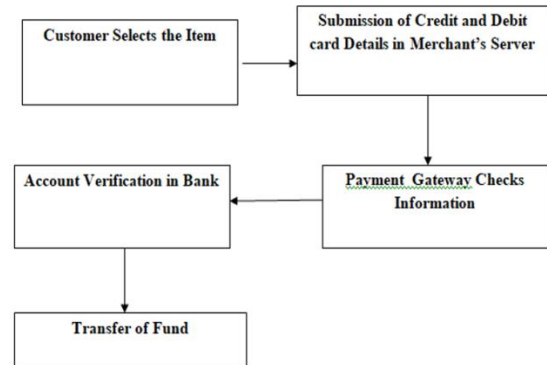 Customer Selects the Item
Submission of Credit and Debit
card Details in Merchant's Server
Payment Gateway Checks
Information
Account Verification in Bank
Transfer of Fund